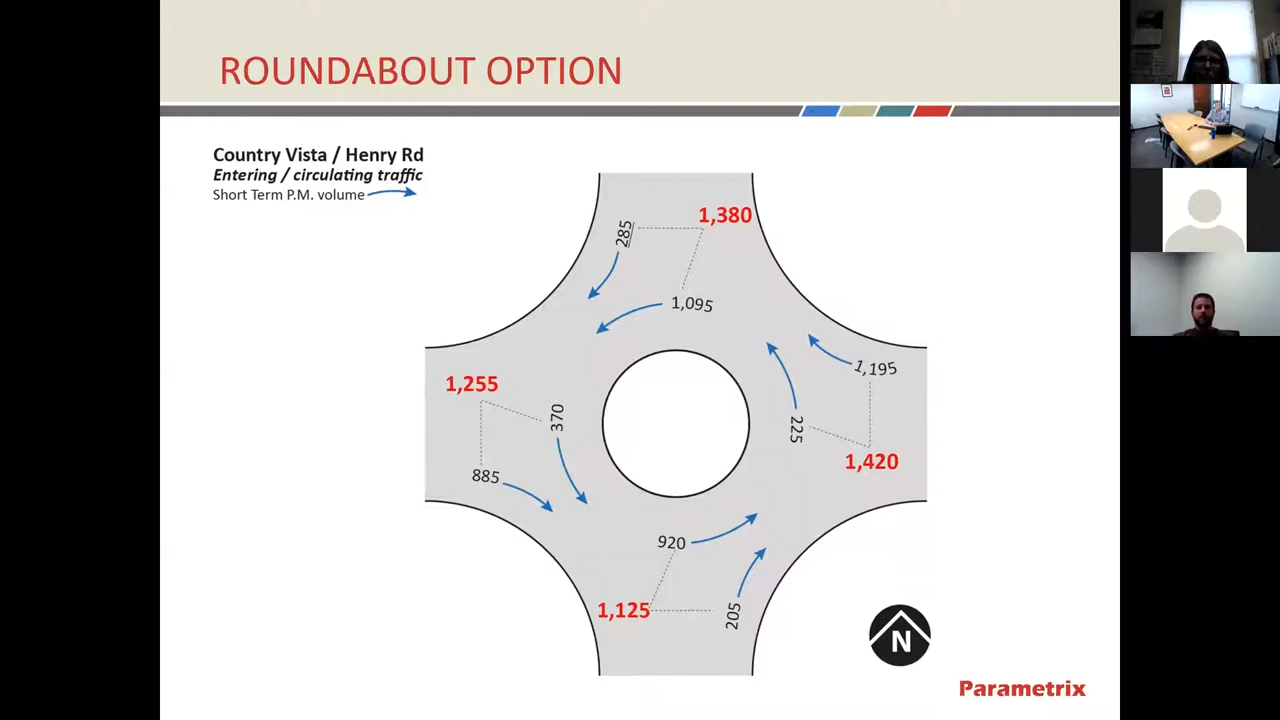 ROUNDABOUT OPTION
Country Vista / Henry Rd
Entering / circulating traffic
Short Term P.M. volume
1,380
285
1,095
1,195
1,255
370
225
1,420
885
920
1,125
205
N
Parametrix